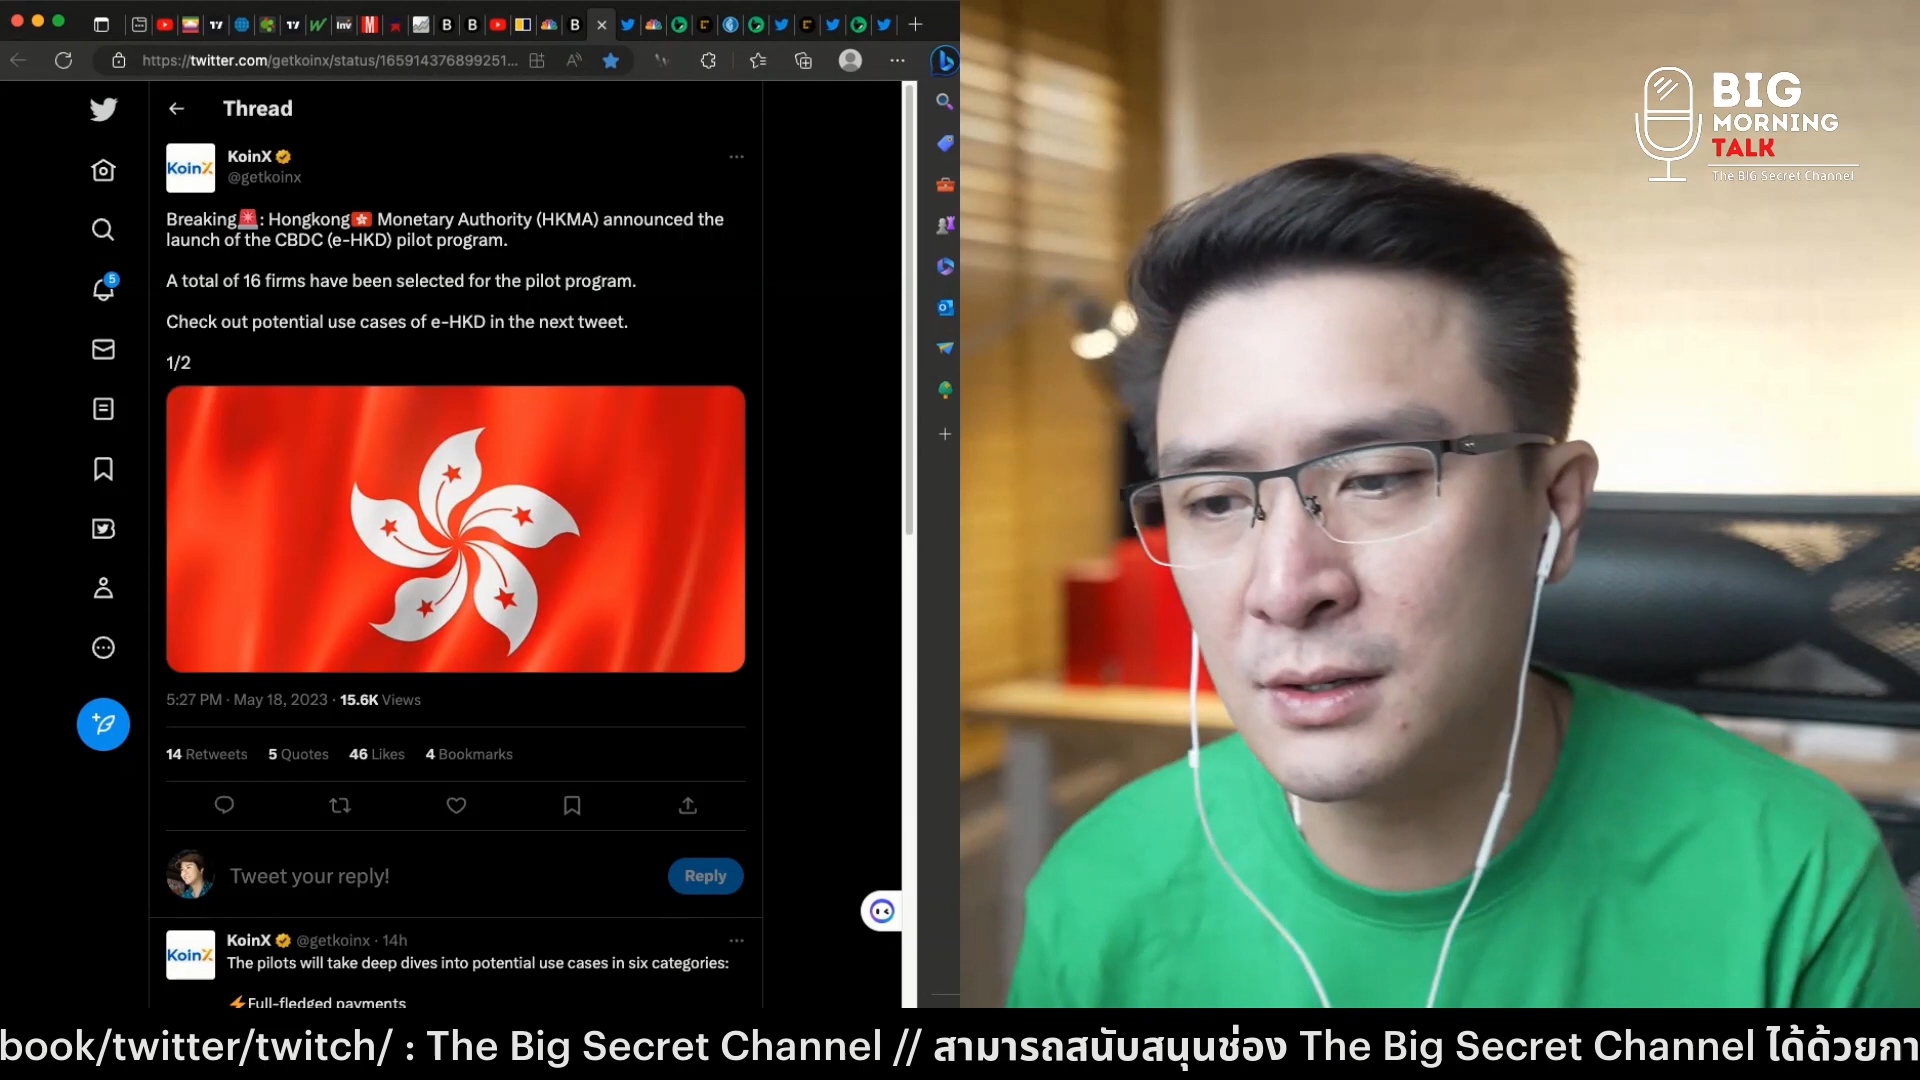 https://twitter.com/getkoinx/status/165914376899251...
Thread
KoinX
KoinX
@getkoinx
Breaking🚨: Hongkong🇭🇰 Monetary Authority (HKMA) announced the
launch of the CBDC (e-HKD) pilot program.
A total of 16 firms have been selected for the pilot program.
Check out potential use cases of e-HKD in the next tweet.
1/2
5:27 PM · May 18, 2023 · 15.6K Views
14 Retweets 5 Quotes 46 Likes 4 Bookmarks
Tweet your reply!
Reply
KoinX
KoinX @getkoinx · 14h
The pilots will take deep dives into potential use cases in six categories:
⚡Full-fledged payments
5
BIG
MORNING
TALK
The BIG Secret Channel
book/twitter/twitch/ : The Big Secret Channel // สามารถสนับสนุนช่อง The Big Secret Channel ได้ด้วยกา